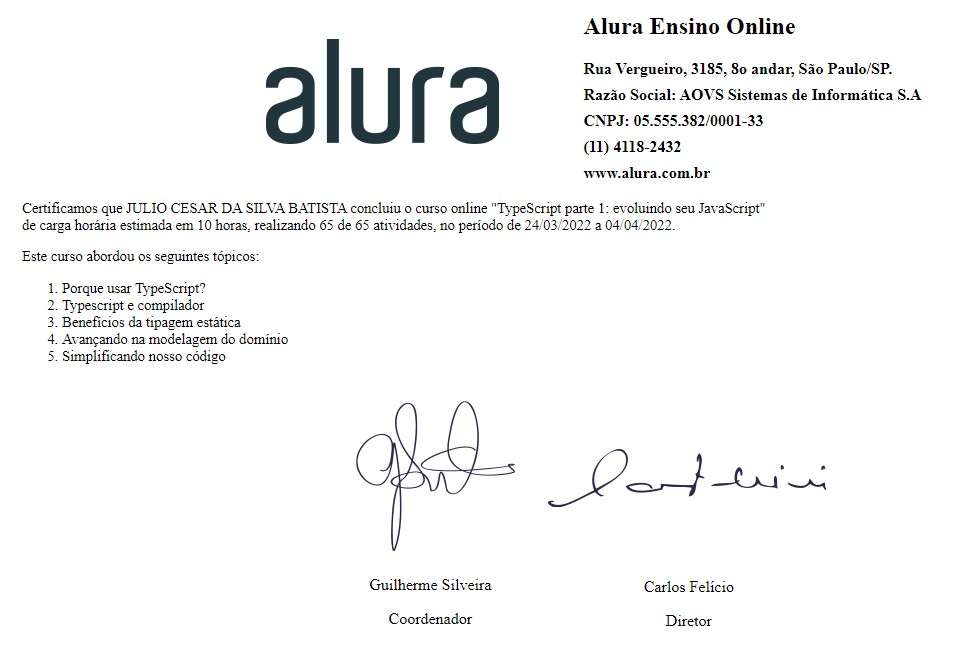 alura
Alura Ensino Online
Rua Vergueiro, 3185, 8o andar, São Paulo/SP.
Razão Social: AOVS Sistemas de Informática S.A
CNPJ: 05.555.382/0001-33
(11) 4118-2432
www.alura.com.br
Certificamos que JULIO CESAR DA SILVA BATISTA concluiu o curso online "TypeScript parte 1: evoluindo seu JavaScript"
de carga horária estimada em 10 horas, realizando 65 de 65 atividades, no período de 24/03/2022 a 04/04/2022.
Este curso abordou os seguintes tópicos:
1. Porque usar TypeScript?
2. Typescript e compilador
3. Benefícios da tipagem estática
4. Avançando na modelagem do domínio
5. Simplificando nosso código
Guilherme Silveira
Carlos Felício
Coordenador
Diretor